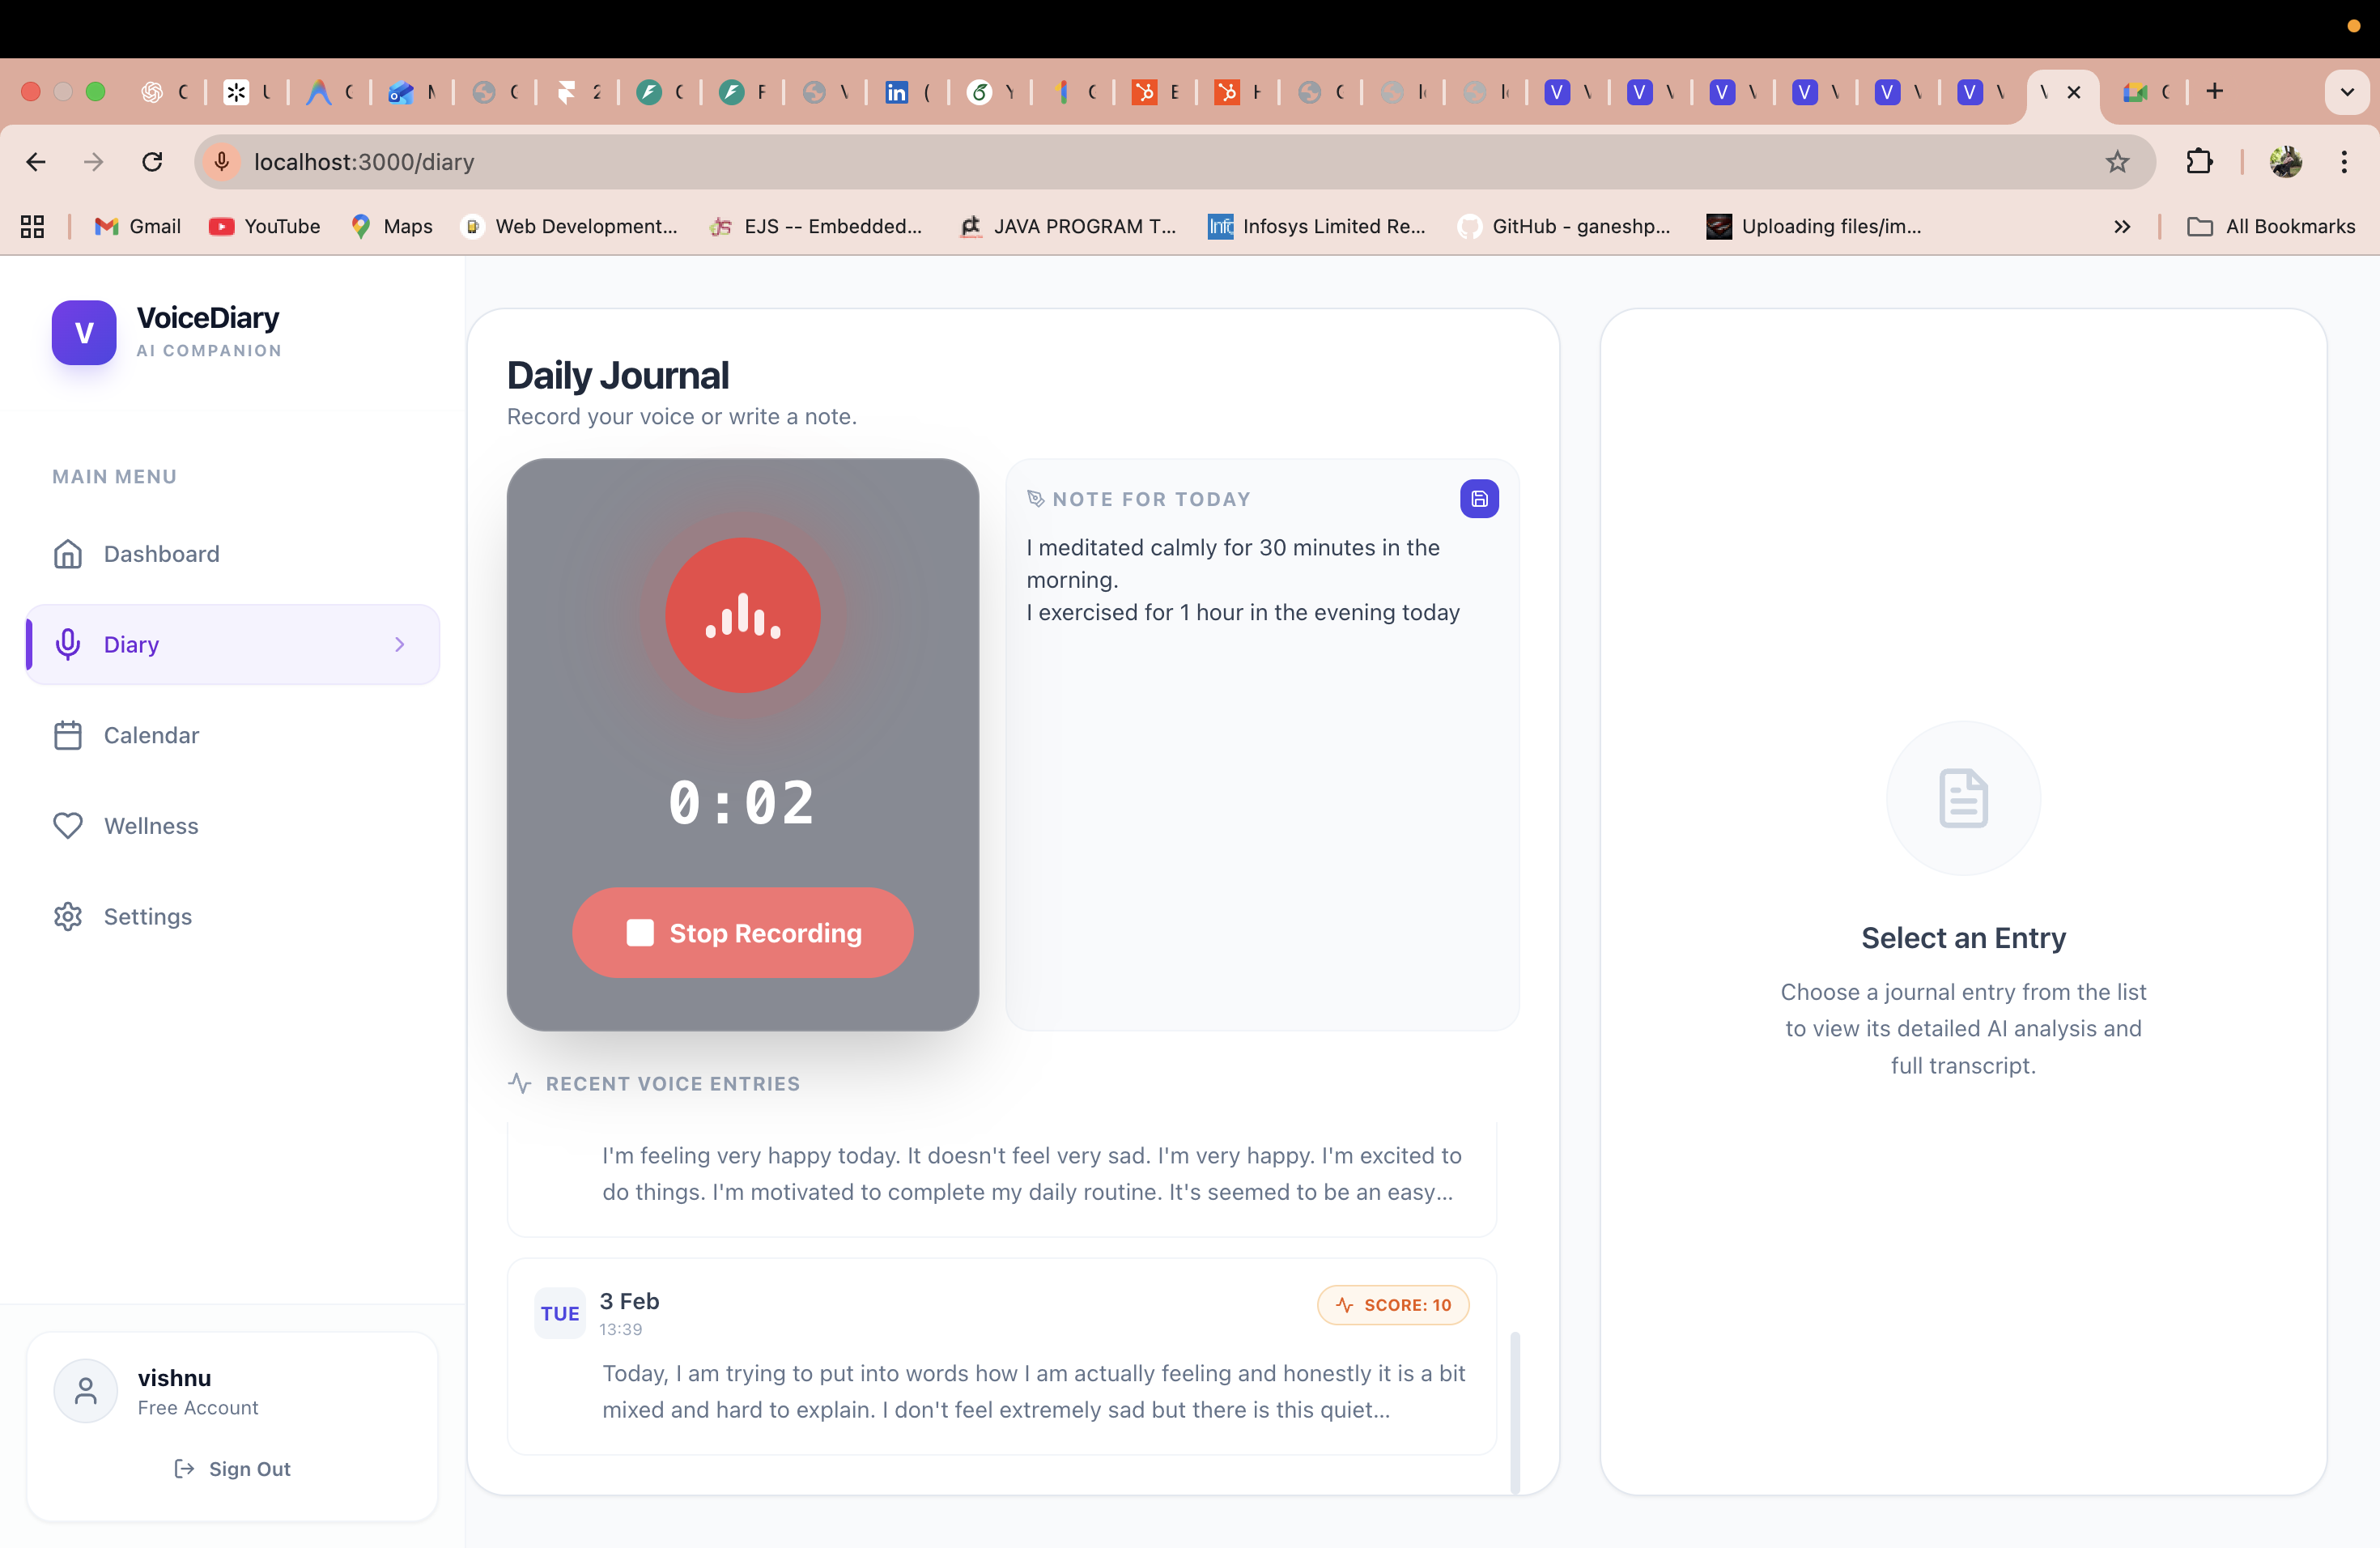 localhost:3000/diary
Gmail
YouTube
Maps
Web Development...
EJS -- Embedded...
JAVA PROGRAM T...
Infosys Limited Re...
GitHub - ganeshp...
Uploading files/im...
All Bookmarks
V
VoiceDiary
AI COMPANION
MAIN MENU
Dashboard
Diary
Calendar
Wellness
Settings
vishnu
Free Account
Sign Out
Daily Journal
Record your voice or write a note.
0:02
Stop Recording
NOTE FOR TODAY
I meditated calmly for 30 minutes in the
morning.
I exercised for 1 hour in the evening today
RECENT VOICE ENTRIES
I'm feeling very happy today. It doesn't feel very sad. I'm very happy. I'm excited to
do things. I'm motivated to complete my daily routine. It's seemed to be an easy...
TUE
3 Feb
13:39
SCORE: 10
Today, I am trying to put into words how I am actually feeling and honestly it is a bit
mixed and hard to explain. I don't feel extremely sad but there is this quiet...
Select an Entry
Choose a journal entry from the list
to view its detailed AI analysis and
full transcript.